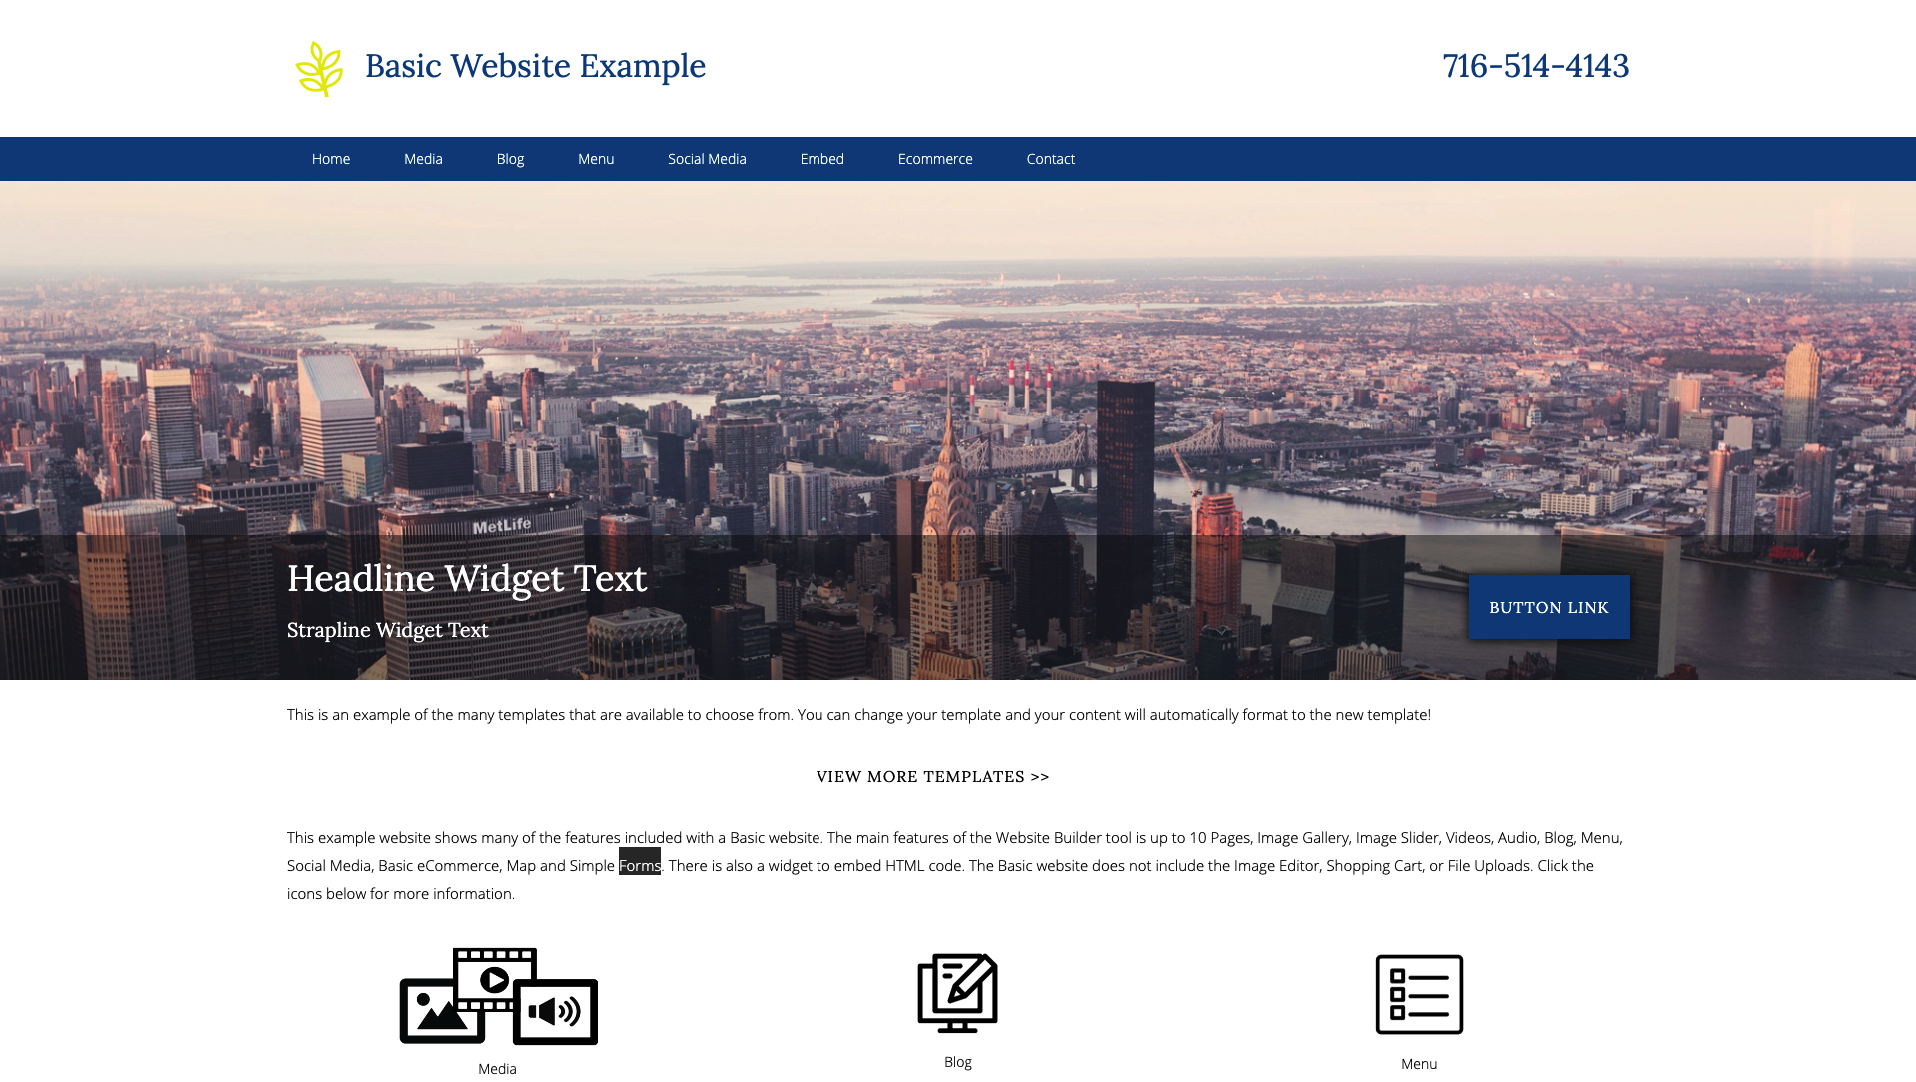 Basic Website Example
716-514-4143
Home Media Blog Menu Social Media Embed Ecommerce Contact
MetLife
Headline Widget Text
Strapline Widget Text
BUTTON LINK
This is an example of the many templates that are available to choose from. You can change your template and your content will automatically format to the new template!
VIEW MORE TEMPLATES >>
This example website shows many of the features included with a Basic website. The main features of the Website Builder tool is up to 10 Pages, Image Gallery, Image Slider, Videos, Audio, Blog, Menu,
Social Media, Basic eCommerce, Map and Simple Forms. There is also a widget to embed HTML code. The Basic website does not include the Image Editor, Shopping Cart, or File Uploads. Click the
icons below for more information.
Media
Blog
Menu